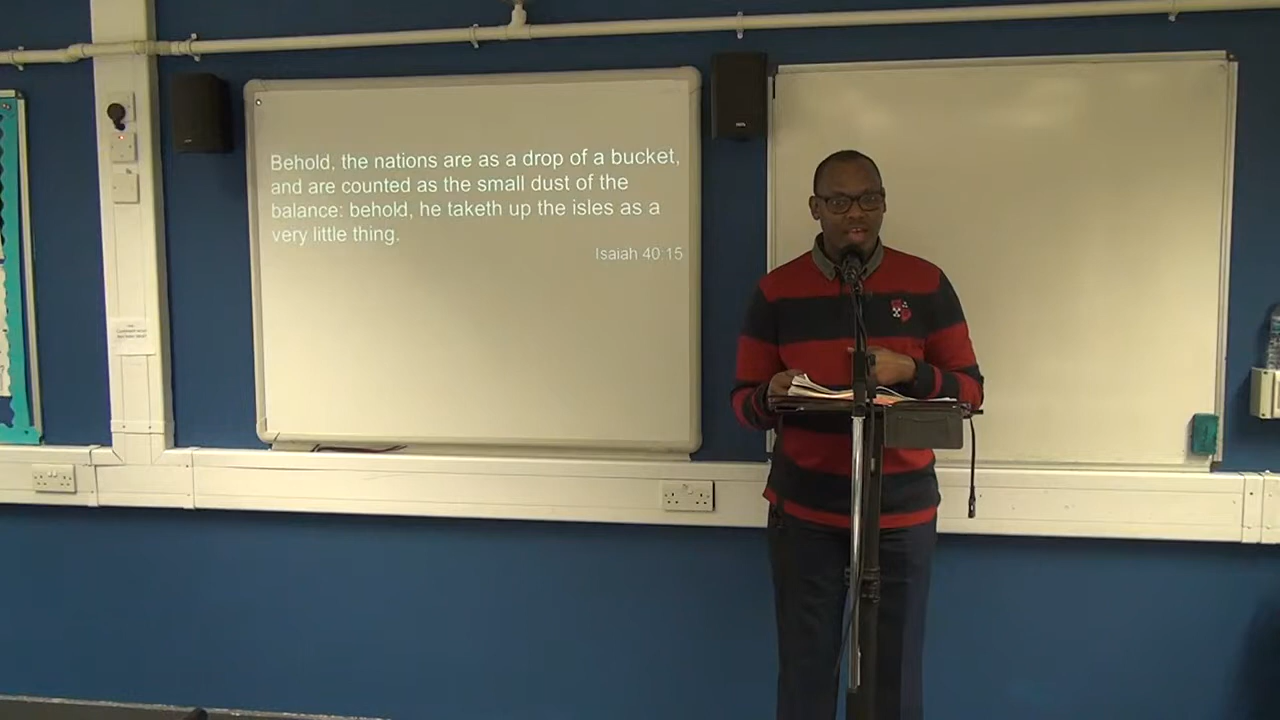 Behold, the nations are as a drop of a bucket,
and are counted as the small dust of the
balance: behold, he taketh up the isles as a
very little thing.
Isaiah 40:15